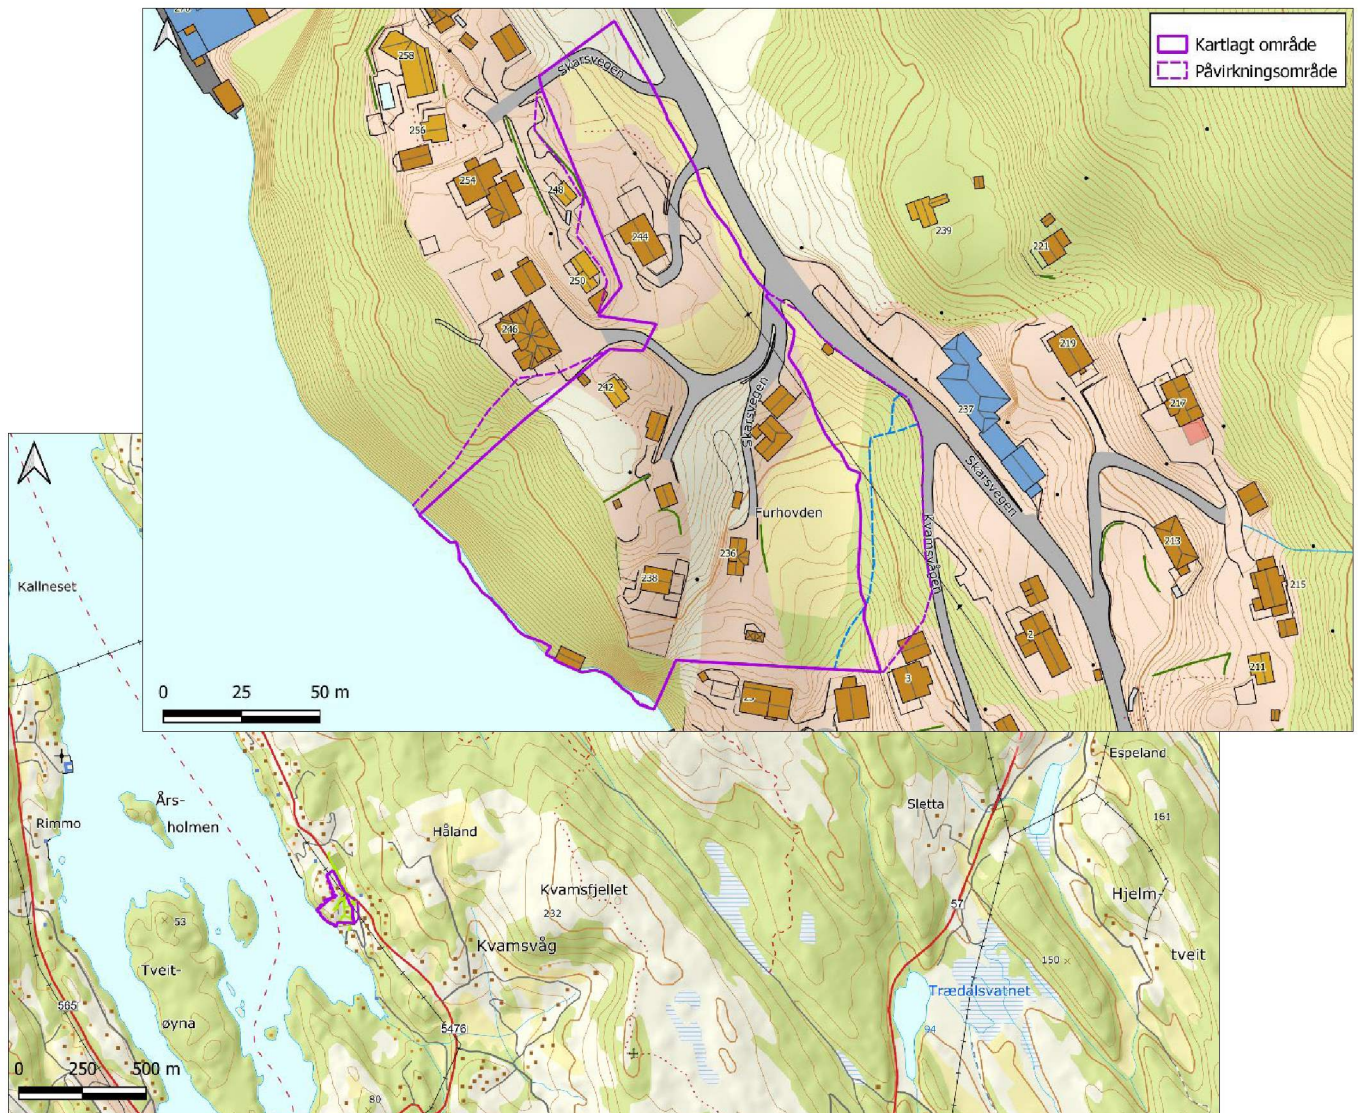 Kartlagt område
Påvirkningsområde
Skarsvegen
258
256
254
248
244
250
246
242
239
221
219
217
237
Skarsvegen
Skarsvegen
Kvamsvågen
Furhovden
236
238
213
215
211
2
3
0 25 50 m
Kallneset
Rimmo
Års-
holmen
53
Tveit-
øyna
565
Håland
Kvamsfjellet
232
Kvamsvåg
5476
80
Sletta
57
Espeland
161
Hjelm-
tveit
150
Trædalsvatnet
94
0 250 500 m